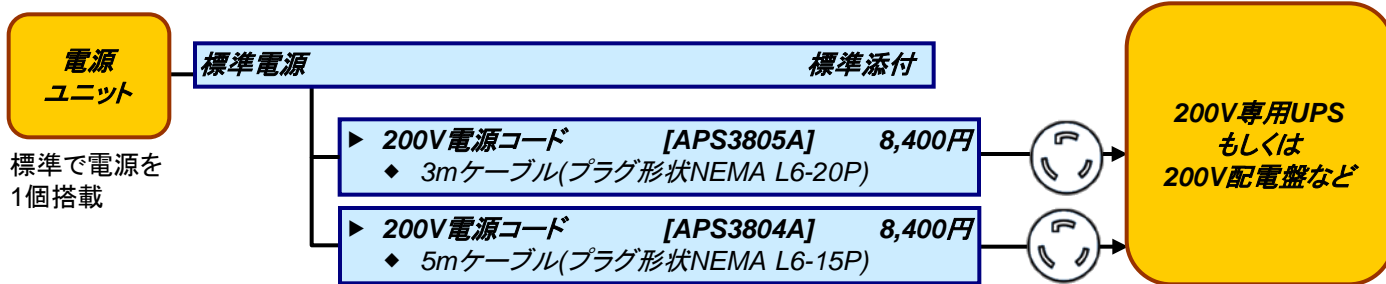 電源
ユニット
標準で電源を
1個搭載
標準電源 標準添付
▶ 200V電源コード [APS3805A] 8,400円
◆ 3mケーブル(プラグ形状NEMA L6-20P)
▶ 200V電源コード [APS3804A] 8,400円
◆ 5mケーブル(プラグ形状NEMA L6-15P)
200V専用UPS
もしくは
200V配電盤など